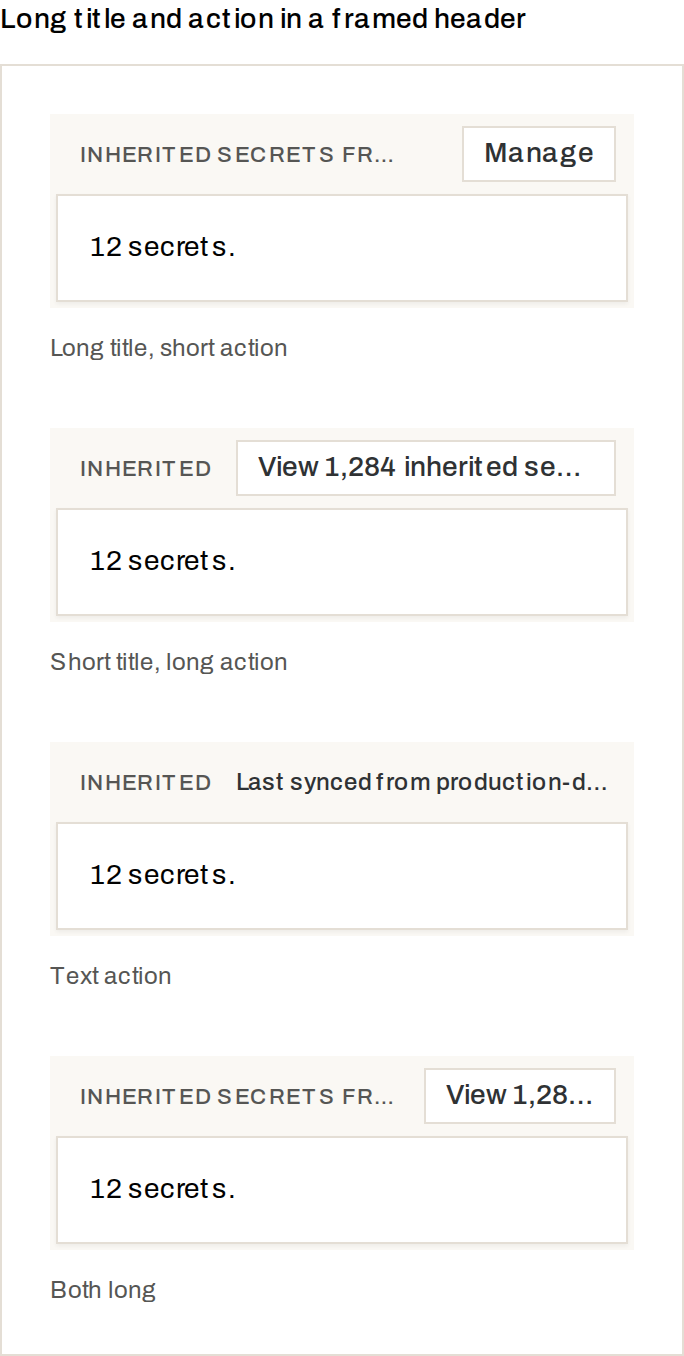 Long title and action in a framed header
INHERITED SECRETS FR...
Manage
12 secrets.
Long title, short action
INHERITED
View 1,284 inherited se...
12 secrets.
Short title, long action
INHERITED
Last synced from production-d...
12 secrets.
Text action
INHERITED SECRETS FR...
View 1,28...
12 secrets.
Both long